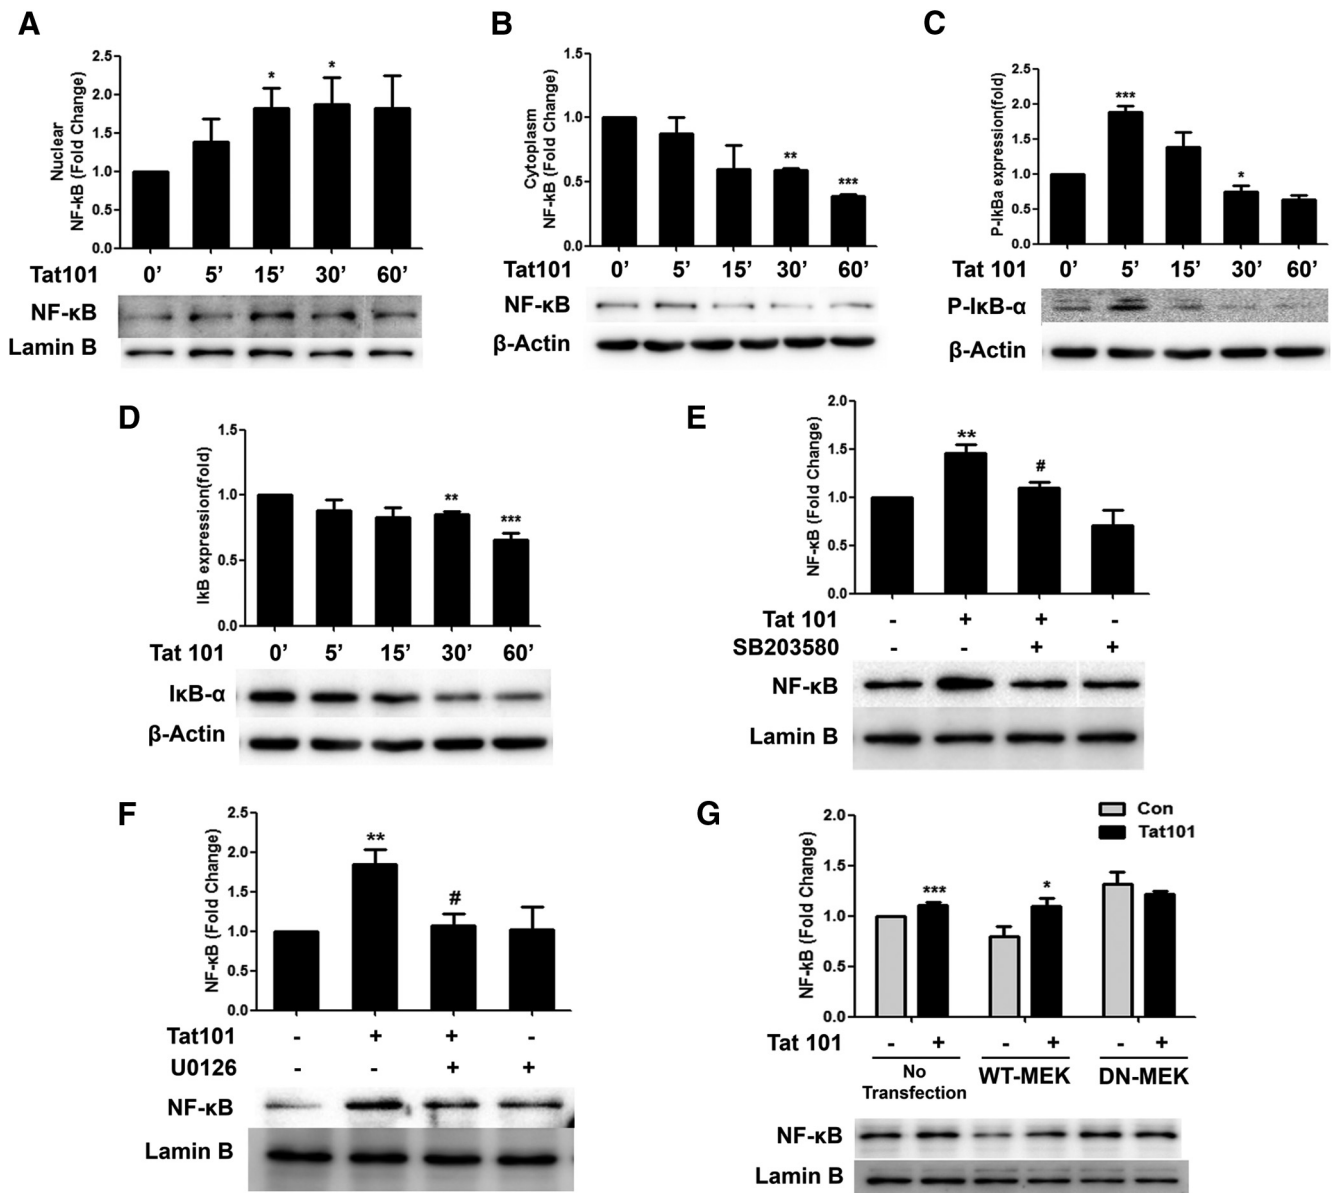 A
Nuclear
NF-kB (Fold Change)
2.5
2.0
1.5
1.0
0.5
0.0
* *
Tat101 0’ 5’ 15’ 30’ 60’
NF-κB
Lamin B
B
Cytoplasm
NF-kB (Fold Change)
1.5
1.0
0.5
0.0
** ***
Tat101 0’ 5’ 15’ 30’ 60’
NF-κB
β-Actin
C
P-IkBa expression(fold)
2.5
2.0
1.5
1.0
0.5
0.0
*** *
Tat 101 0’ 5’ 15’ 30’ 60’
P-IκB-α
β-Actin
D
IkB expression(fold)
1.5
1.0
0.5
0.0
** ***
Tat 101 0’ 5’ 15’ 30’ 60’
IκB-α
β-Actin
E
NF-κB (Fold Change)
2.0
1.5
1.0
0.5
0.0
** #
Tat 101 - + + -
SB203580 - - + +
NF-κB
Lamin B
F
NF-κB (Fold Change)
2.5
2.0
1.5
1.0
0.5
0.0
** #
Tat101 - + + -
U0126 - - + +
NF-κB
Lamin B
G
Con
Tat101
NF-kB (Fold Change)
2.0
1.5
1.0
0.5
0.0
*** *
Tat 101 - + - + - +
No Transfection WT-MEK DN-MEK
NF-κB
Lamin B